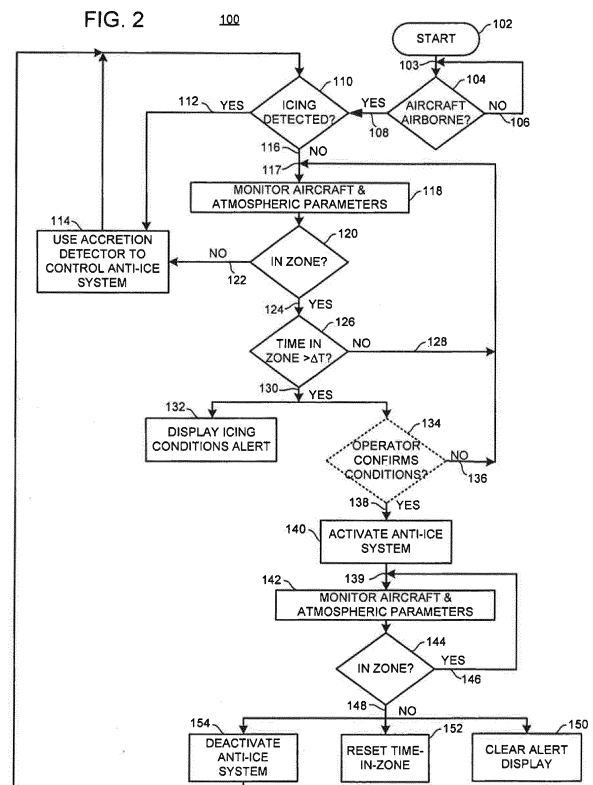 FIG. 2
100
START
102
103
104
AIRCRAFT
AIRBORNE?
NO
106
YES
108
110
ICING
DETECTED?
YES
112
116
NO
117
MONITOR AIRCRAFT &
ATMOSPHERIC PARAMETERS
118
114
USE ACCRETION
DETECTOR TO
CONTROL ANTI-ICE
SYSTEM
120
IN ZONE?
NO
122
124
YES
126
TIME IN
ZONE >ΔT?
NO
128
130
YES
132
DISPLAY ICING
CONDITIONS ALERT
134
OPERATOR
CONFIRMS
CONDITIONS?
NO
136
138
YES
140
ACTIVATE ANTI-ICE
SYSTEM
139
142
MONITOR AIRCRAFT &
ATMOSPHERIC PARAMETERS
144
IN ZONE?
YES
146
148
NO
154
DEACTIVATE
ANTI-ICE
SYSTEM
152
RESET TIME-
IN-ZONE
150
CLEAR ALERT
DISPLAY